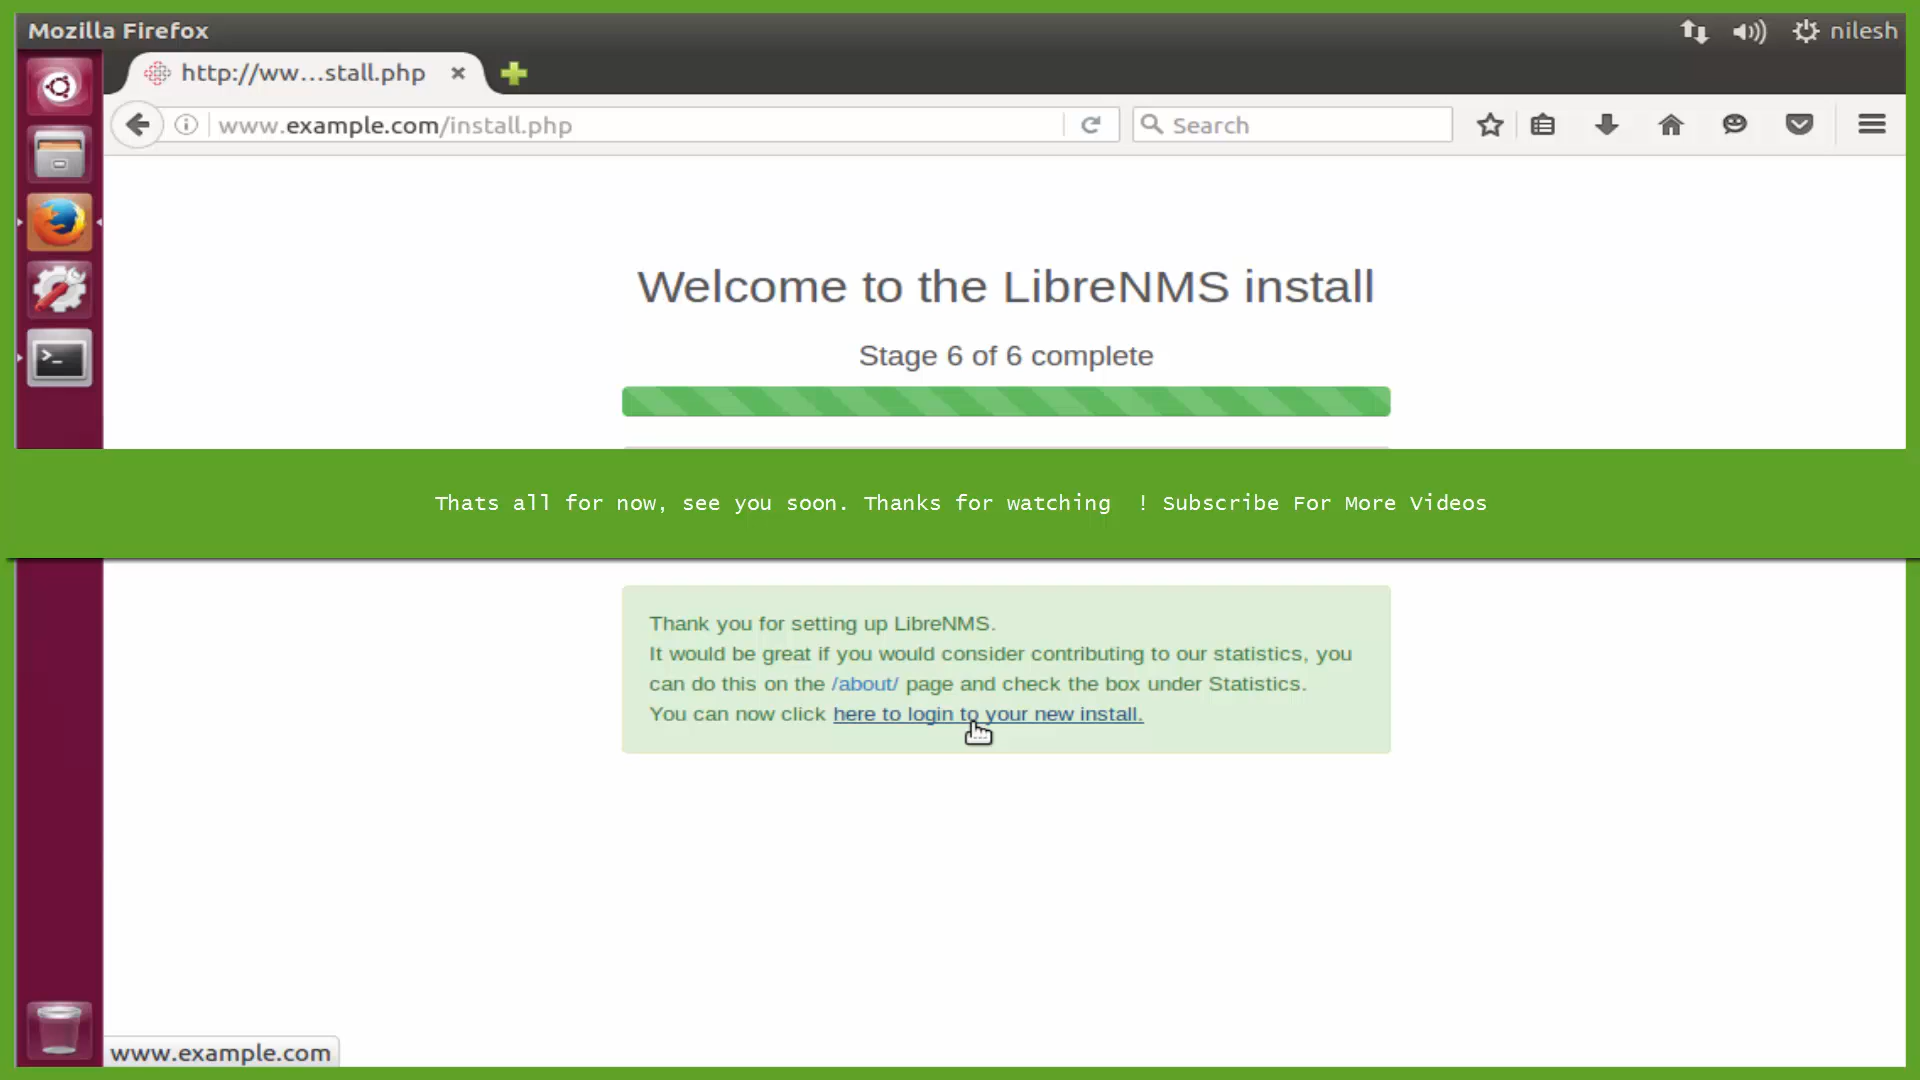 Mozilla Firefox
nilesh
http://ww...stall.php
www.example.com/install.php
Search
Welcome to the LibreNMS install
Stage 6 of 6 complete
Thats all for now, see you soon. Thanks for watching  ! Subscribe For More Videos
Thank you for setting up LibreNMS.
It would be great if you would consider contributing to our statistics, you
can do this on the /about/ page and check the box under Statistics.
You can now click here to login to your new install.
www.example.com